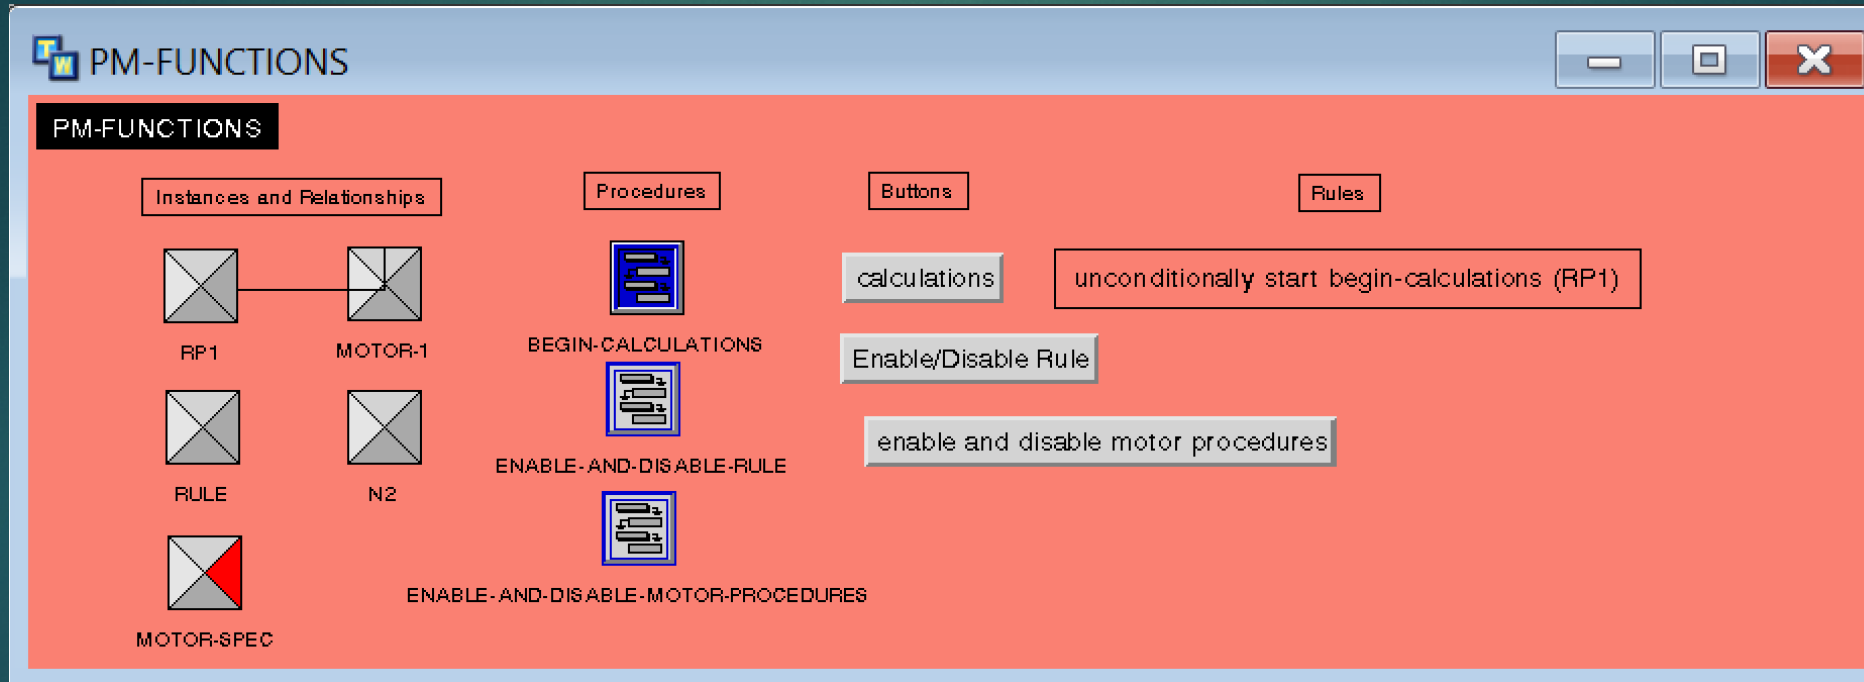 PM-FUNCTIONS
PM-FUNCTIONS
Instances and Relationships
Procedures
Buttons
Rules
RP1
MOTOR-1
BEGIN-CALCULATIONS
calculations
unconditionally start begin-calculations (RP1)
Enable/Disable Rule
RULE
N2
ENABLE-AND-DISABLE-RULE
enable and disable motor procedures
MOTOR-SPEC
ENABLE-AND-DISABLE-MOTOR-PROCEDURES